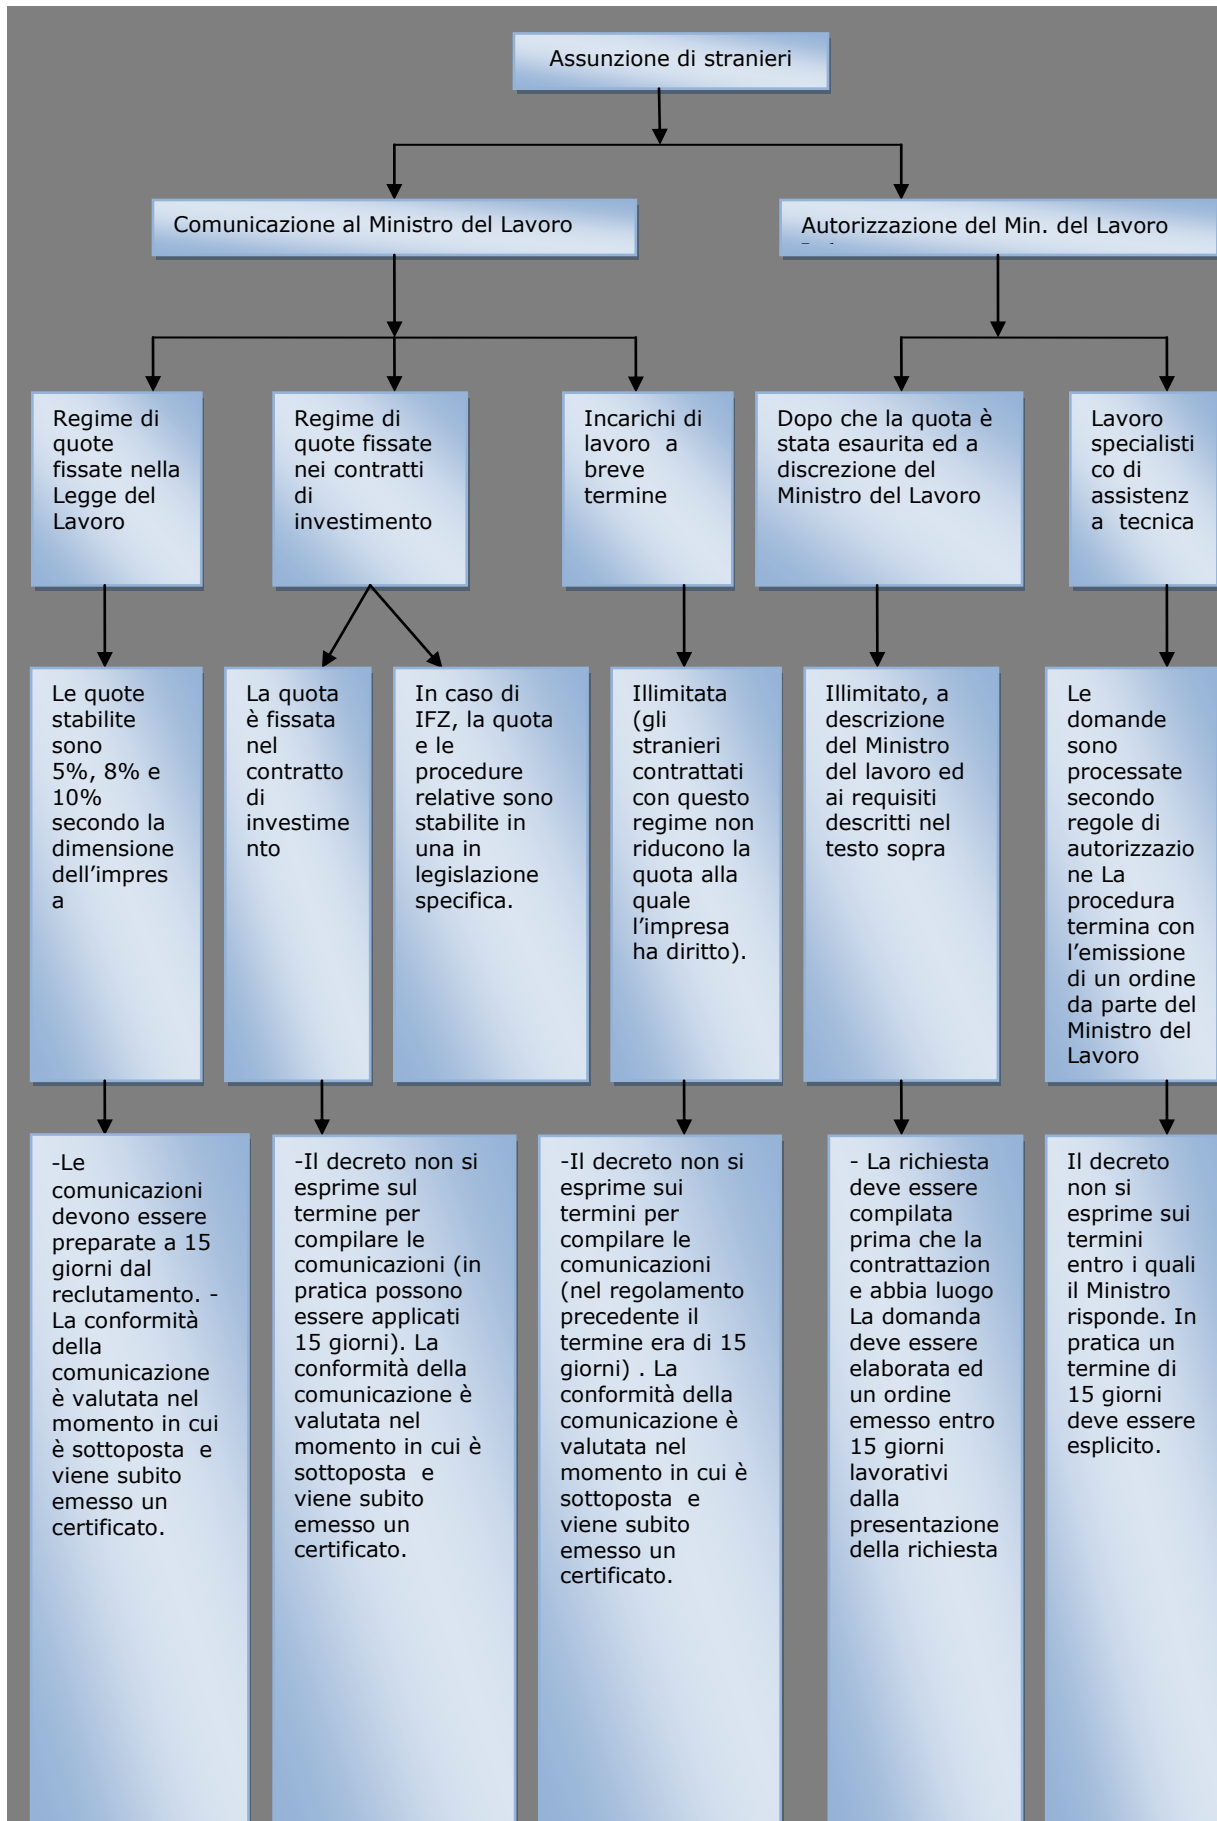 Assunzione di stranieri
Comunicazione al Ministro del Lavoro
Autorizzazione del Min. del Lavoro
Regime di
quote
fissate nella
Legge del
Lavoro
Regime di
quote fissate
nei contratti
di
investimento
Incarichi di
lavoro a
breve
termine
Dopo che la quota è
stata esaurita ed a
discrezione del
Ministro del Lavoro
Lavoro
specialisti
co di
assistenz
a tecnica
Le quote
stabilite
sono
5%, 8% e
10%
secondo la
dimensione
dell'impres
a
La quota
è fissata
nel
contratto
di
investime
nto
In caso di
IFZ, la quota
e le
procedure
relative sono
stabilite in
una in
legislazione
specifica.
Illimitata
(gli
stranieri
contrattati
con questo
regime non
riducono la
quota alla
quale
l'impresa
ha diritto).
Illimitato, a
descrizione
del Ministro
del lavoro ed
ai requisiti
descritti nel
testo sopra
Le
domande
sono
processate
secondo
regole di
autorizzazio
ne La
procedura
termina con
l'emissione
di un ordine
da parte del
Ministro del
Lavoro
-Le
comunicazioni
devono essere
preparate a 15
giorni dal
reclutamento. -
La conformità
della
comunicazione
è valutata nel
momento in cui
è sottoposta e
viene subito
emesso un
certificato.
-Il decreto non si
esprime sul
termine per
compilare le
comunicazioni (in
pratica possono
essere applicati
15 giorni). La
conformità della
comunicazione è
valutata nel
momento in cui è
sottoposta e
viene subito
emesso un
certificato.
-Il decreto non si
esprime sui
termini per
compilare le
comunicazioni
(nel regolamento
precedente il
termine era di 15
giorni) . La
conformità della
comunicazione è
valutata nel
momento in cui è
sottoposta e
viene subito
emesso un
certificato.
- La richiesta
deve essere
compilata
prima che la
contrattazion
e abbia luogo
La domanda
deve essere
elaborata ed
un ordine
emesso entro
15 giorni
lavorativi
dalla
presentazione
della richiesta
Il decreto
non si
esprime sui
termini
entro i quali
il Ministro
risponde. In
pratica un
termine di
15 giorni
deve essere
esplicito.